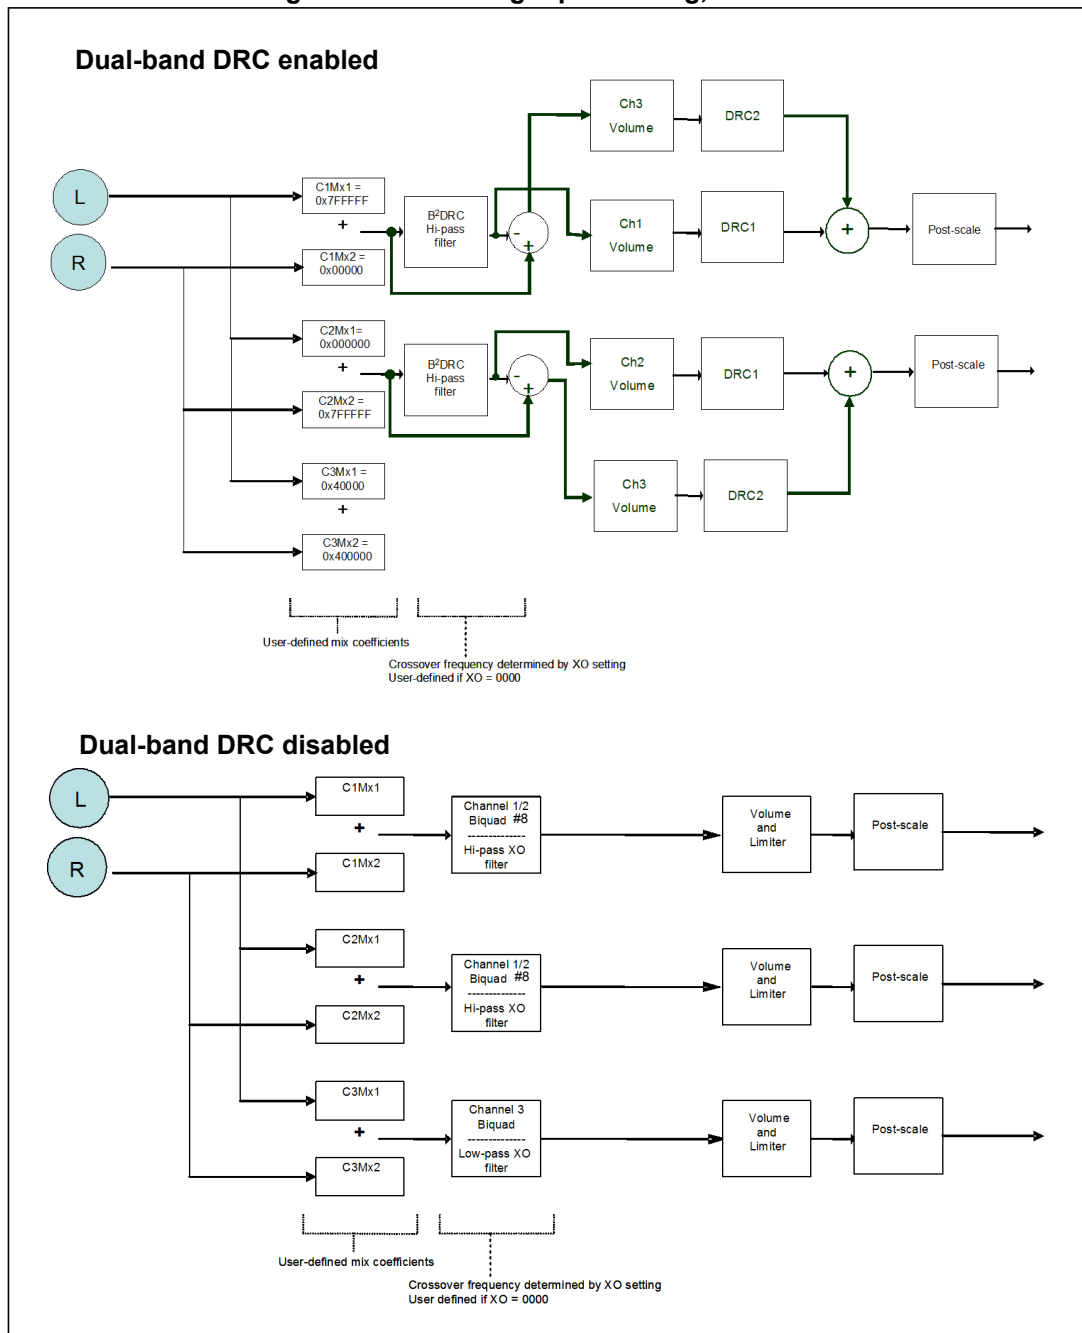 Dual-band DRC enabled
L
R
C1Mx1 =
0x7FFFFF
+
C1Mx2 =
0x00000
B²DRC
Hi-pass
filter
-
+
Ch3
Volume
DRC2
Ch1
Volume
DRC1
+
Post-scale
C2Mx1=
0x000000
+
C2Mx2 =
0x7FFFFF
B²DRC
Hi-pass
filter
-
+
Ch2
Volume
DRC1
+
Post-scale
C3Mx1 =
0x40000
+
C3Mx2 =
0x400000
Ch3
Volume
DRC2
User-defined mix coefficients
Crossover frequency determined by XO setting
User-defined if XO = 0000
Dual-band DRC disabled
L
R
C1Mx1
+
C1Mx2
Channel 1/2
Biquad #8
--------------
Hi-pass XO
filter
Volume
and
Limiter
Post-scale
C2Mx1
+
C2Mx2
Channel 1/2
Biquad #8
--------------
Hi-pass XO
filter
Volume
and
Limiter
Post-scale
C3Mx1
+
C3Mx2
Channel 3
Biquad
--------------
Low-pass XO
filter
Volume
and
Limiter
Post-scale
User-defined mix coefficients
Crossover frequency determined by XO setting
User defined if XO = 0000